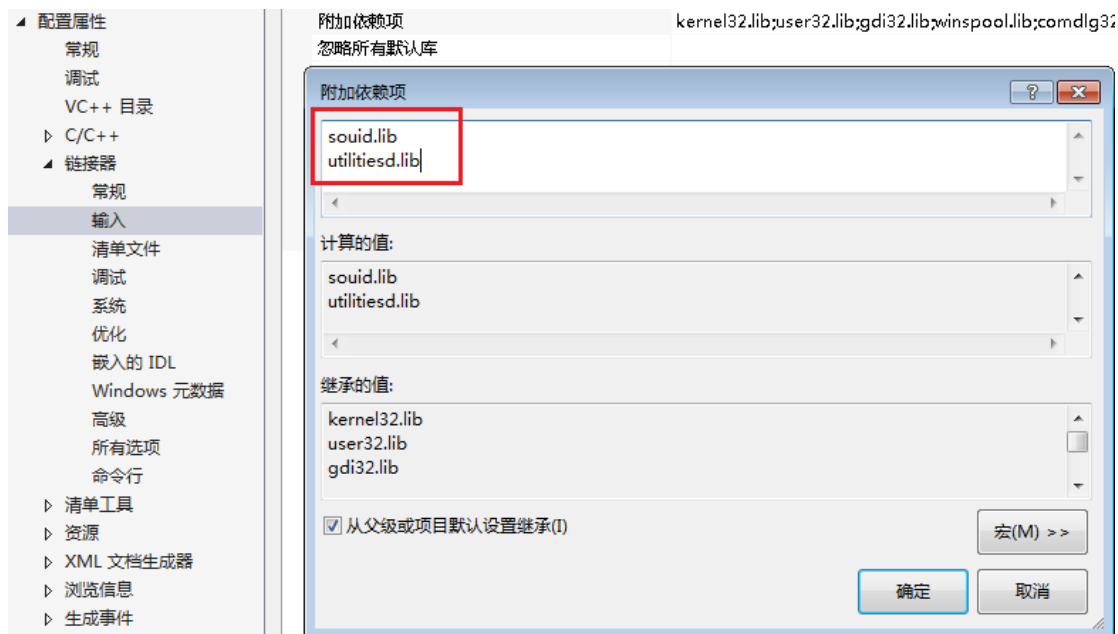 配置属性
常规
调试
VC++ 目录
C/C++
链接器
常规
输入
清单文件
调试
系统
优化
嵌入的 IDL
Windows 元数据
高级
所有选项
命令行
清单工具
资源
XML 文档生成器
浏览信息
生成事件
附加依赖项 kernel32.lib;user32.lib;gdi32.lib;winspool.lib;comdlg32
忽略所有默认库
附加依赖项
souid.lib
utilitiesd.lib
计算的值:
souid.lib
utilitiesd.lib
继承的值:
kernel32.lib
user32.lib
gdi32.lib
从父级或项目默认设置继承(I)
宏(M) >>
确定 取消